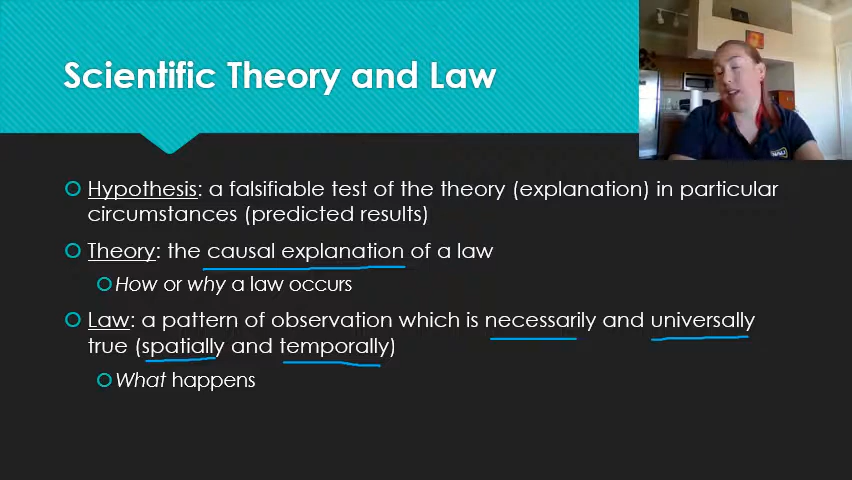 Scientific Theory and Law
Hypothesis: a falsifiable test of the theory (explanation) in particular
circumstances (predicted results)
Theory: the causal explanation of a law
How or why a law occurs
Law: a pattern of observation which is necessarily and universally
true (spatially and temporally)
What happens